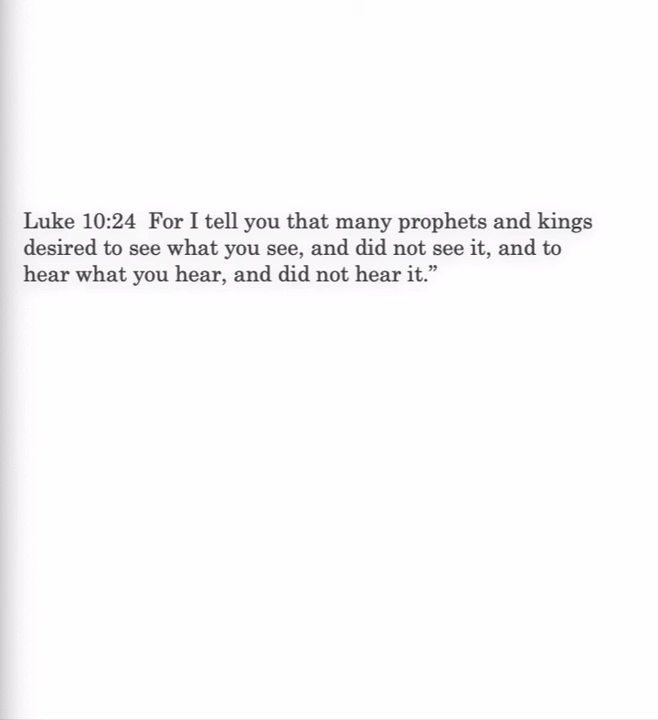 Luke 10:24  For I tell you that many prophets and kings
desired to see what you see, and did not see it, and to
hear what you hear, and did not hear it.”